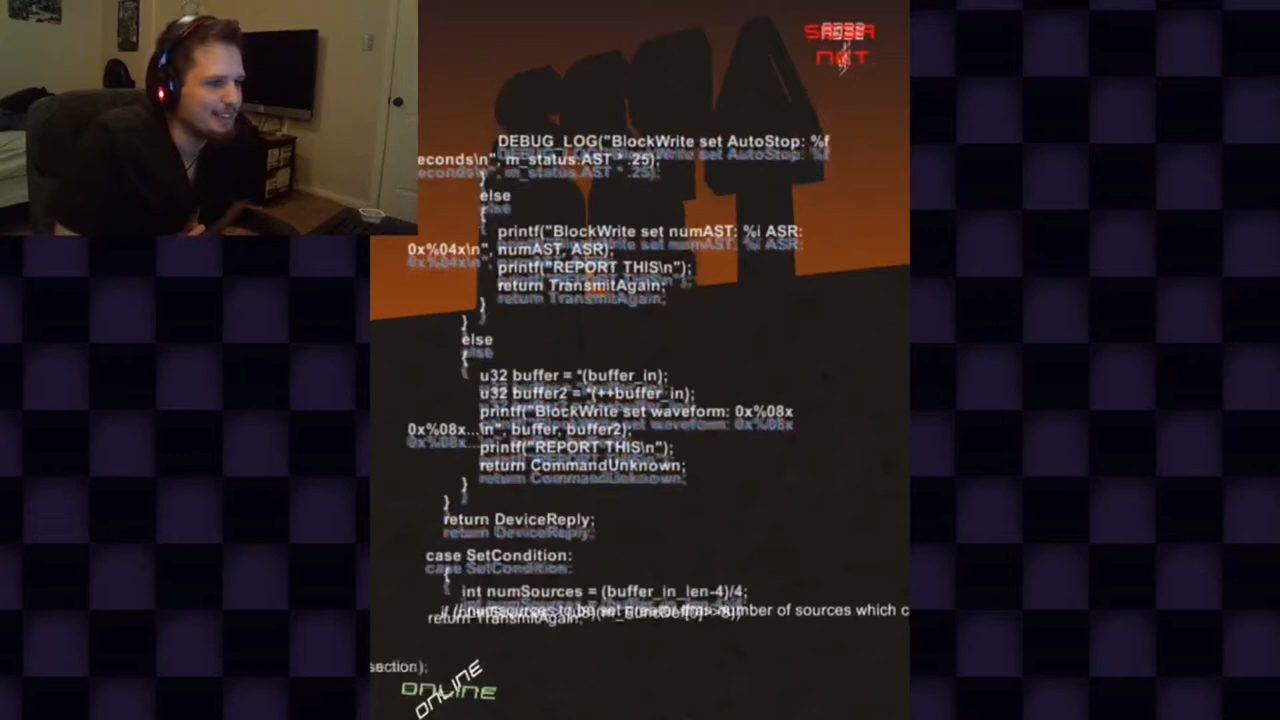 DEBUG_LOG("BlockWrite set AutoStop: %f
econds\n", m_status.AST * .25);
}
else
{
printf("BlockWrite set numAST: %i ASR:
0x%04x\n", numAST, ASR);
printf("REPORT THIS\n");
return TransmitAgain;
}
}
else
{
u32 buffer = *(buffer_in);
u32 buffer2 = *(++buffer_in);
printf("BlockWrite set waveform: 0x%08x
0x%08x...\n", buffer, buffer2);
printf("REPORT THIS\n");
return CommandUnknown;
}
}
return DeviceReply;
case SetCondition:
{
int numSources = (buffer_in_len-4)/4;
number of sources which c
return TransmitAgain;
section);
ONLINE
ONLINE
NET